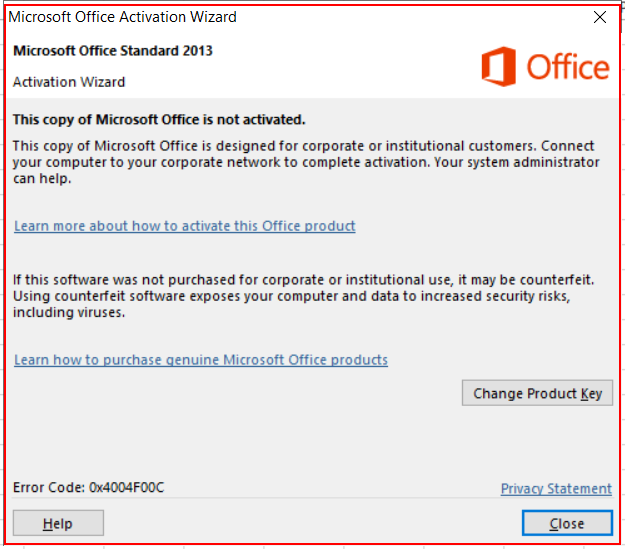 Microsoft Office Activation Wizard
Microsoft Office Standard 2013
Activation Wizard
Office
This copy of Microsoft Office is not activated.
This copy of Microsoft Office is designed for corporate or institutional customers. Connect
your computer to your corporate network to complete activation. Your system administrator
can help.
Learn more about how to activate this Office product
If this software was not purchased for corporate or institutional use, it may be counterfeit.
Using counterfeit software exposes your computer and data to increased security risks,
including viruses.
Learn how to purchase genuine Microsoft Office products
Change Product Key
Error Code: 0x4004F00C
Privacy Statement
Help
Close